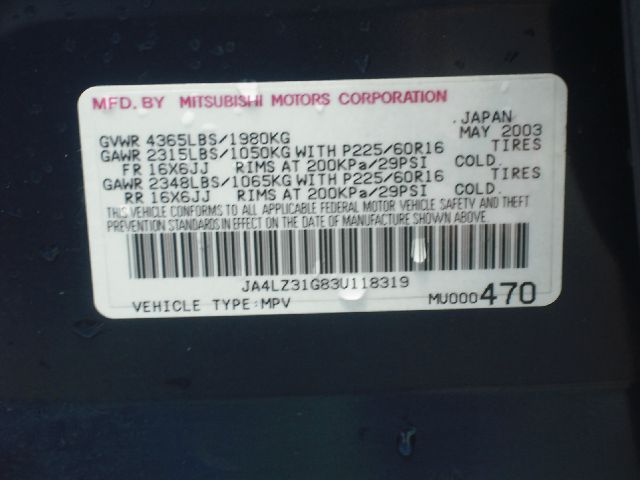 MFD. BY MITSUBISHI MOTORS CORPORATION
JAPAN
GVWR 4365LBS/1980KG MAY 2003
GAWR 2315LBS/1050KG WITH P225/60R16 TIRES
FR 16X6JJ RIMS AT 200KPa/29PSI COLD.
GAWR 2348LBS/1065KG WITH P225/60R16 TIRES
RR 16X6JJ RIMS AT 200KPa/29PSI COLD.
THIS VEHICLE CONFORMS TO ALL APPLICABLE FEDERAL MOTOR VEHICLE SAFETY AND THEFT
PREVENTION STANDARDS IN EFFECT ON THE DATE OF MANUFACTURE SHOWN ABOVE.
JA4LZ31G83U118319
VEHICLE TYPE:MPV MU000470